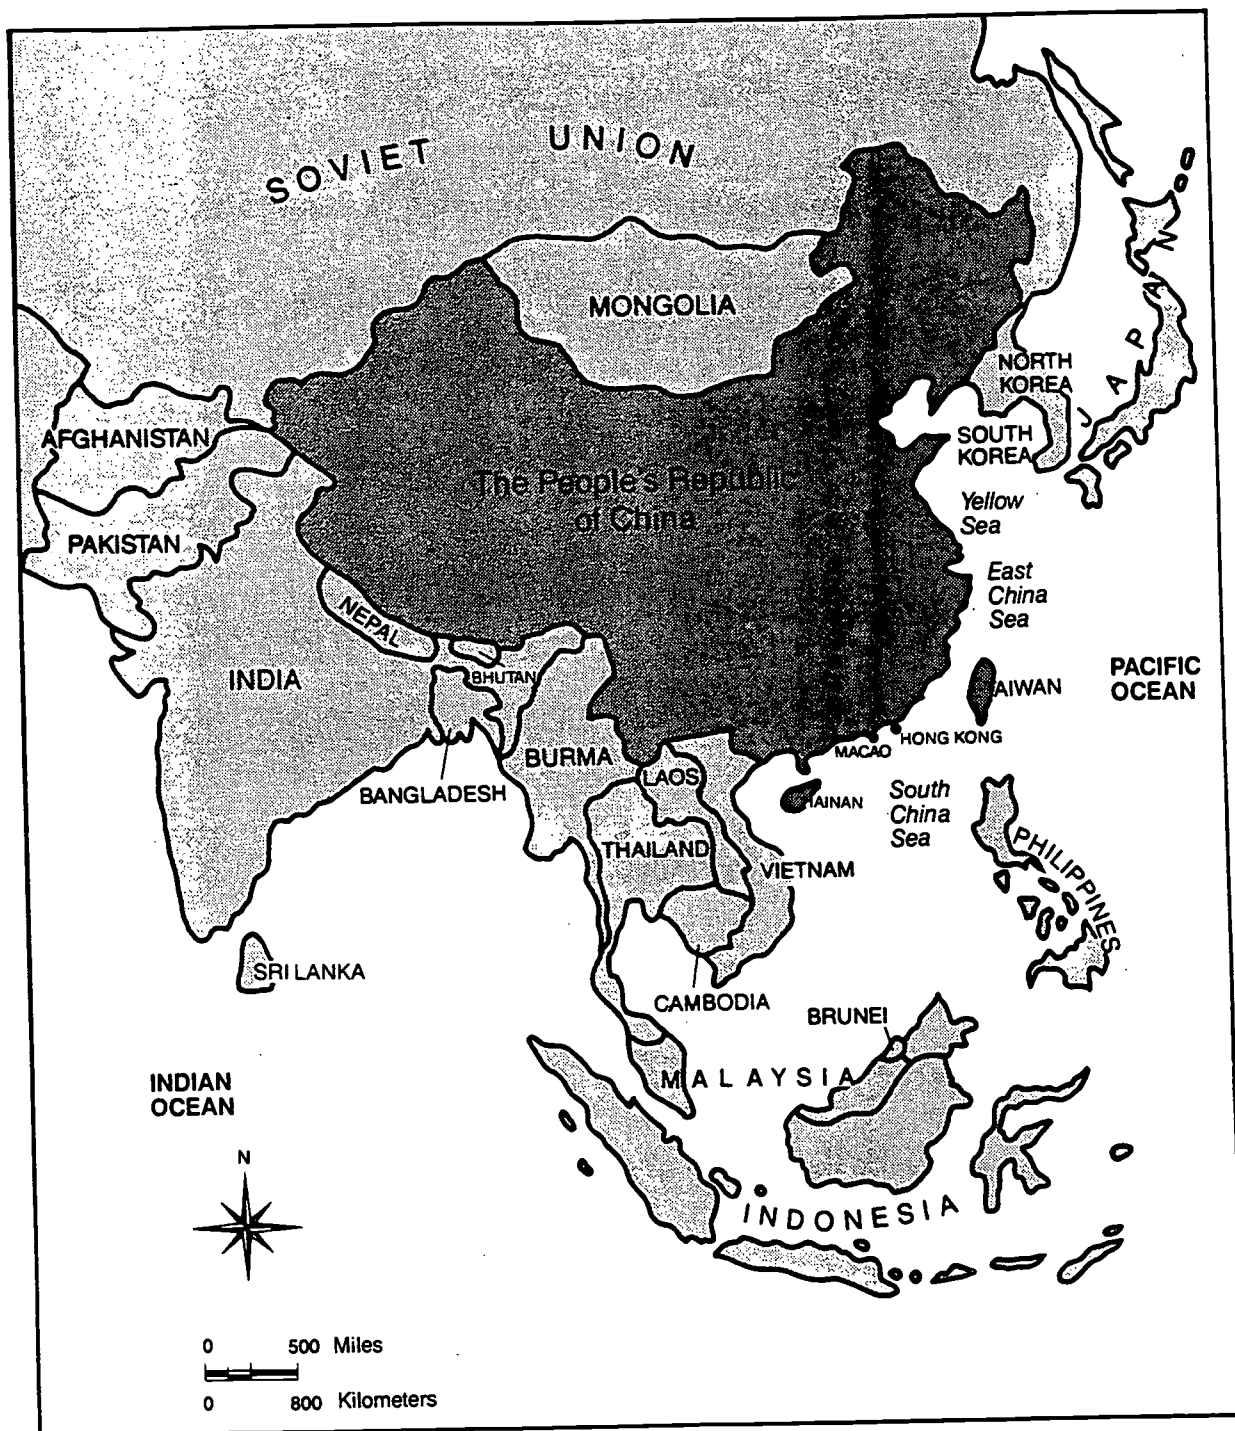 SOVIET UNION
MONGOLIA
JAPAN
NORTH
KOREA
AFGHANISTAN
SOUTH
KOREA
The People's Republic
of China
Yellow
Sea
PAKISTAN
East
China
Sea
NEPAL
INDIA
BHUTAN
PACIFIC
OCEAN
AIWAN
HONG KONG
MACAO
BURMA
LAOS
BANGLADESH
HAINAN
South
China
Sea
THAILAND
VIETNAM
PHILIPPINES
SRI LANKA
CAMBODIA
BRUNEI
MALAYSIA
INDIAN
OCEAN
N
INDONESIA
0 500 Miles
0 800 Kilometers